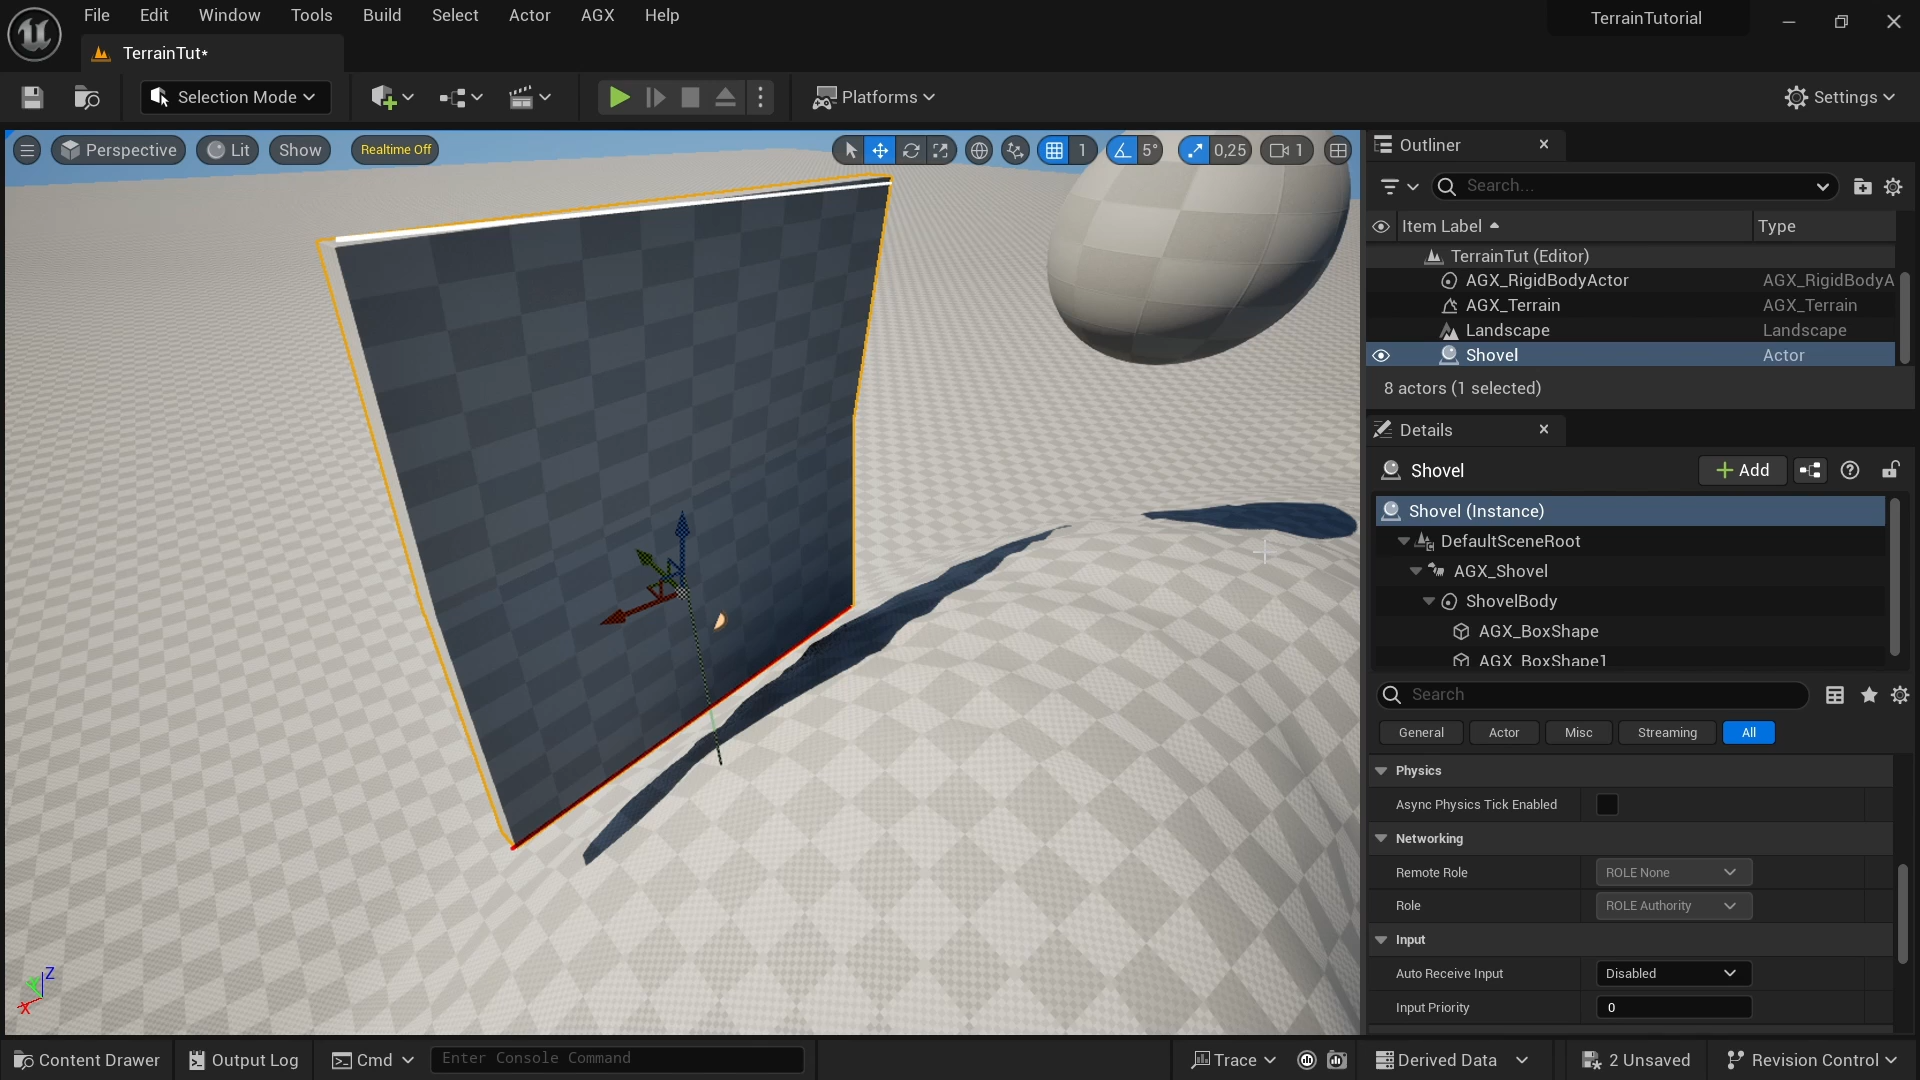 File Edit Window Tools Build Select Actor AGX Help
TerrainTutorial
TerrainTut*
Selection Mode
Platforms
Settings
Perspective Lit Show Realtime Off
1 5° 0,25 1
Outliner
Search...
Item Label Type
TerrainTut (Editor)
AGX_RigidBodyActor AGX_RigidBodyA
AGX_Terrain AGX_Terrain
Landscape Landscape
Shovel Actor
8 actors (1 selected)
Details
Shovel
Add
Shovel (Instance)
DefaultSceneRoot
AGX_Shovel
ShovelBody
AGX_BoxShape
AGX_BoxShape1
Search
General Actor Misc Streaming All
Physics
Async Physics Tick Enabled
Networking
Remote Role ROLE None
Role ROLE Authority
Input
Auto Receive Input Disabled
Input Priority 0
Z
X
Content Drawer Output Log Cmd Enter Console Command Trace Derived Data 2 Unsaved Revision Control